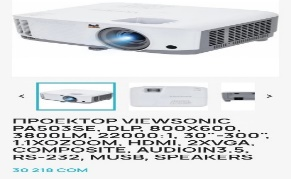 ПРОЕКТОР VIEWSONIC
PA503SE, DLP, 800X600,
3800LM, 22000:1, 30"-300",
1.1XOZOOM, HDMI, 2XVGA,
COMPOSITE, AUDIOIN3.5,
RS-232, MUSB, SPEAKERS
30 218 СОМ